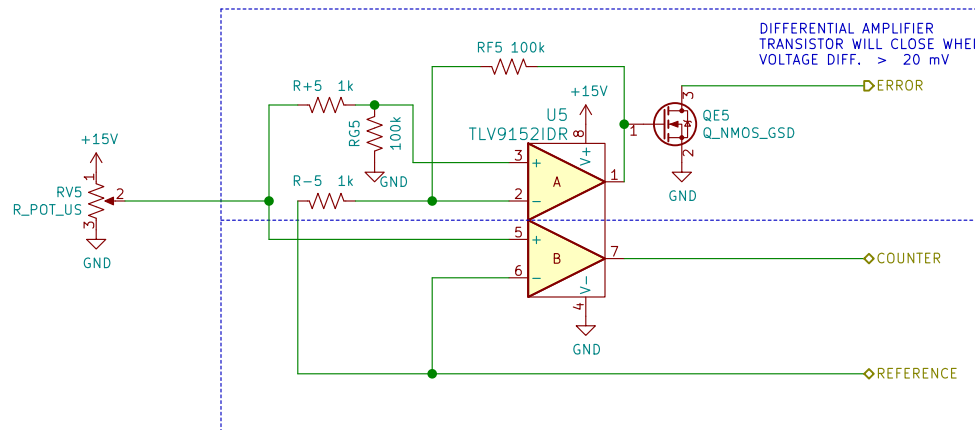 DIFFERENTIAL AMPLIFIER
TRANSISTOR WILL CLOSE WHE
VOLTAGE DIFF. > 20 mV
RF5 100k
ERROR
R+5 1k
+15V
3
QE5
Q_NMOS_GSD
1
2
GND
U5
TLV9152IDR
8
V+
RG5
100k
GND
3
+
A
1
2
-
R-5 1k
+15V
1
RV5
R_POT_US
2
3
GND
5
+
B
7
6
-
V-
4
GND
COUNTER
REFERENCE